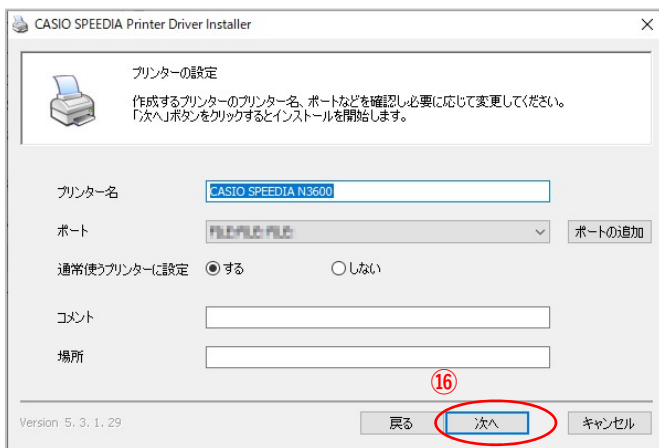 CASIO SPEEDIA Printer Driver Installer
プリンターの設定
作成するプリンターのプリンター名、ポートなどを確認し必要に応じて変更してください。
「次へ」ボタンをクリックするとインストールを開始します。
プリンター名 CASIO SPEEDIA N3600
ポート ポートの追加
通常使うプリンターに設定 する しない
コメント
場所
⑯
Version 5.3.1.29 戻る 次へ キャンセル